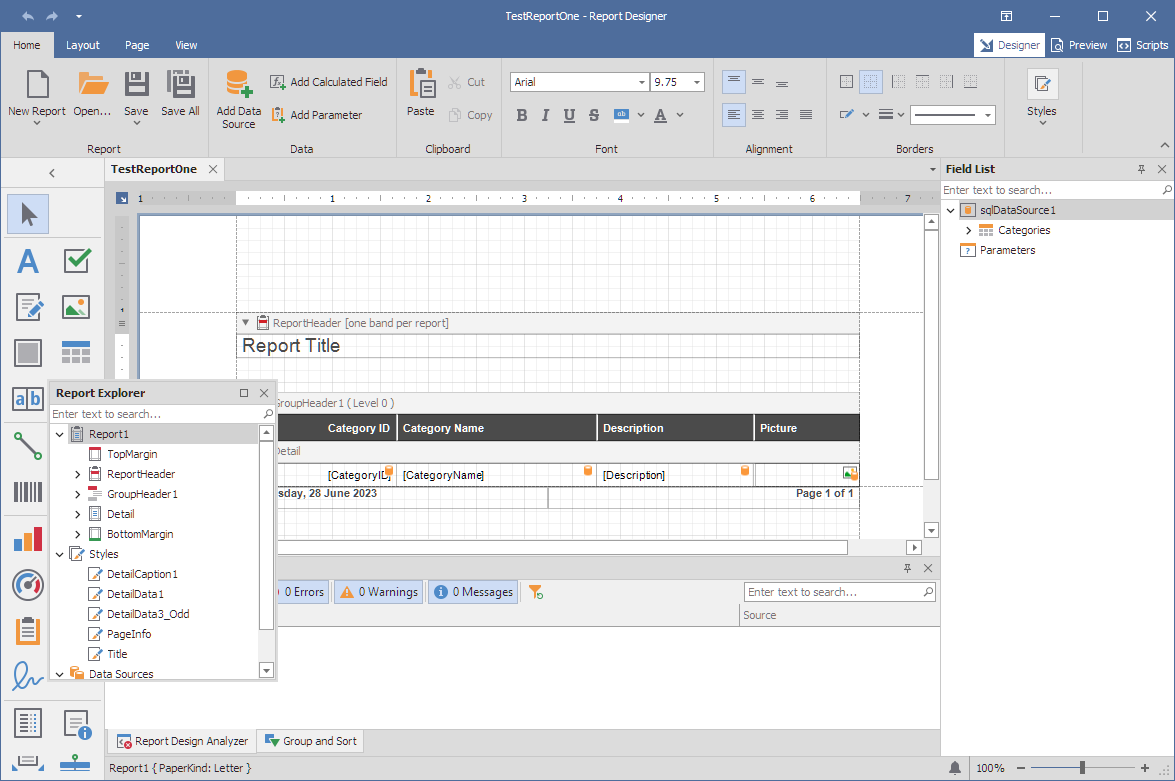 TestReportOne - Report Designer
Home Layout Page View Designer Preview Scripts
New Report Open... Save Save All
Report
Add Data Source
Add Calculated Field
Add Parameter
Data
Paste
Cut
Copy
Clipboard
Arial 9.75
B I U S ab A
Font
Alignment
Borders
Styles
TestReportOne
1 1 2 3 4 5 6 7
ReportHeader [one band per report]
Report Title
GroupHeader1 ( Level 0 )
Category ID Category Name Description Picture
Detail
[CategoryID] [CategoryName] [Description]
sday, 28 June 2023 Page 1 of 1
A
ab
Report Explorer
Enter text to search...
Report1
TopMargin
ReportHeader
GroupHeader1
Detail
BottomMargin
Styles
DetailCaption1
DetailData1
DetailData3_Odd
PageInfo
Title
Data Sources
0 Errors 0 Warnings 0 Messages Enter text to search...
Source
Report Design Analyzer Group and Sort
Field List
Enter text to search...
sqlDataSource1
Categories
Parameters
Report1 { PaperKind: Letter } 100%